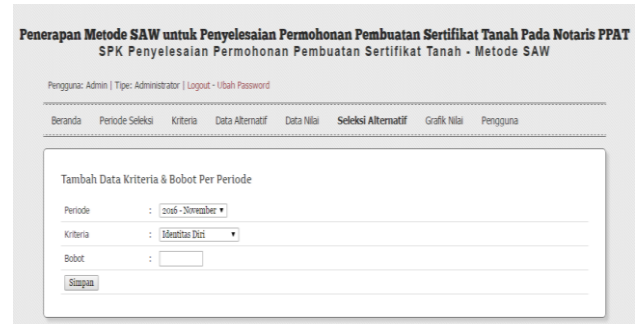 Penerapan Metode SAW untuk Penyelesaian Permohonan Pembuatan Sertifikat Tanah Pada Notaris PPAT
SPK Penyelesaian Permohonan Pembuatan Sertifikat Tanah - Metode SAW
Pengguna: Admin | Tipe: Administrator | Logout - Ubah Password
Beranda Periode Seleksi Kriteria Data Alternatif Data Nilai Seleksi Alternatif Grafik Nilai Pengguna
Tambah Data Kriteria & Bobot Per Periode
Periode : 2016 - November
Kriteria : Identitas Diri
Bobot :
Simpan